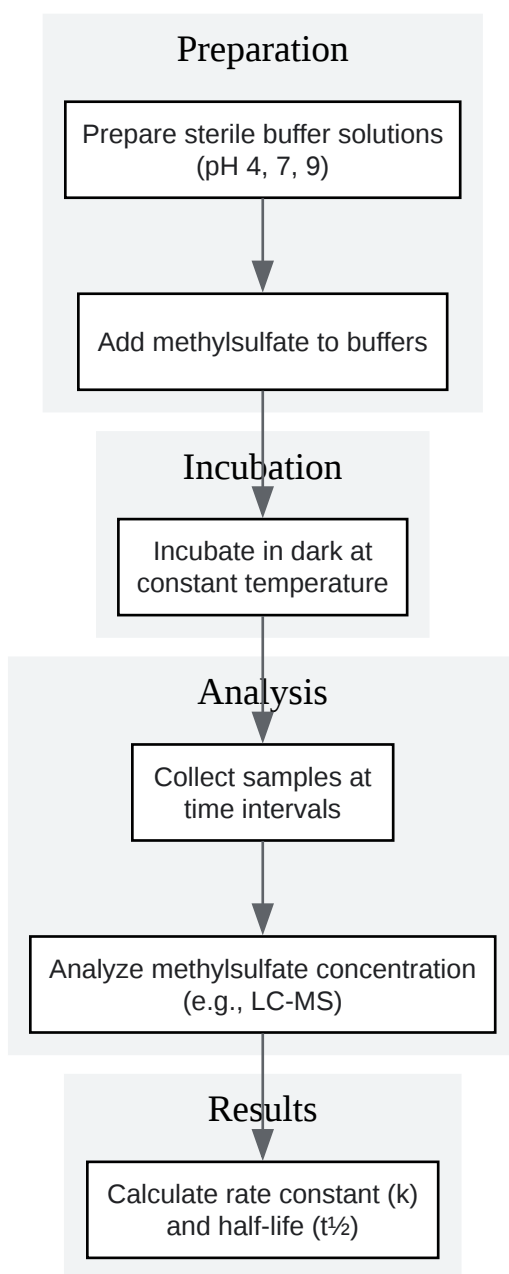 Preparation
Prepare sterile buffer solutions
(pH 4, 7, 9)
Add methylsulfate to buffers
Incubation
Incubate in dark at
constant temperature
Analysis
Collect samples at
time intervals
Analyze methylsulfate concentration
(e.g., LC-MS)
Results
Calculate rate constant (k)
and half-life (t½)